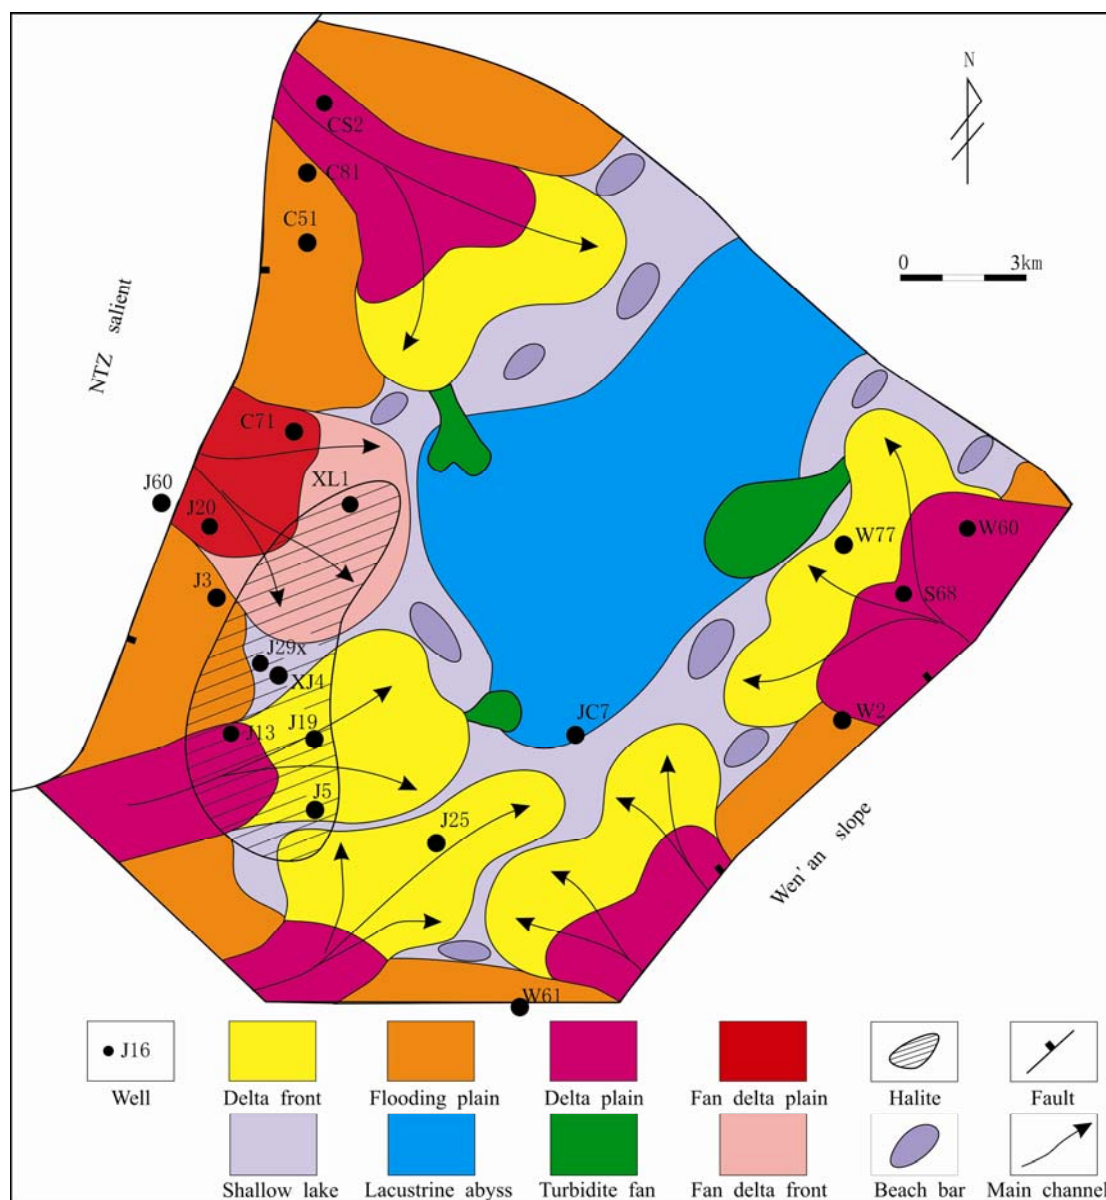 N
CS2
C81
C51
0 3km
NTZ salient
C71
XL1
J60
J20
W77
W60
J3
S68
J29x
XJ4
W2
J13
J19
JC7
J5
J25
Wen' an slope
W61
J16
Well
Delta front
Flooding plain
Delta plain
Fan delta plain
Halite
Fault
Shallow lake
Lacustrine abyss
Turbidite fan
Fan delta front
Beach bar
Main channel